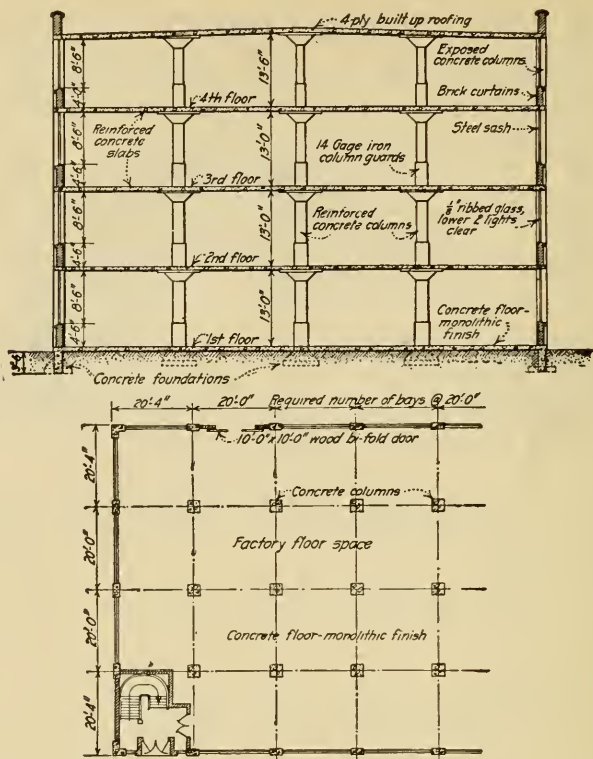 4-ply built up roofing
8'-6"
13'-6"
Exposed
concrete columns
4'-0"
Brick curtains
4th floor
8'-6"
Reinforced
concrete
slabs
13'-0"
14 Gage iron
column guards
Steel sash
4'-6"
3rd floor
8'-6"
13'-0"
Reinforced
concrete columns
1/8" ribbed glass,
lower 2 lights
clear
4'-6"
2nd floor
8'-6"
13'-0"
Concrete floor-
monolithic
finish
4'-6"
1st floor
Concrete foundations
20'-4" 20'-0" Required number of bays @ 20'-0"
10'-0"x10'-0" wood bi-fold door
20'-4"
Concrete columns
20'-0"
Factory floor space
20'-0"
Concrete floor-monolithic finish
20'-4"